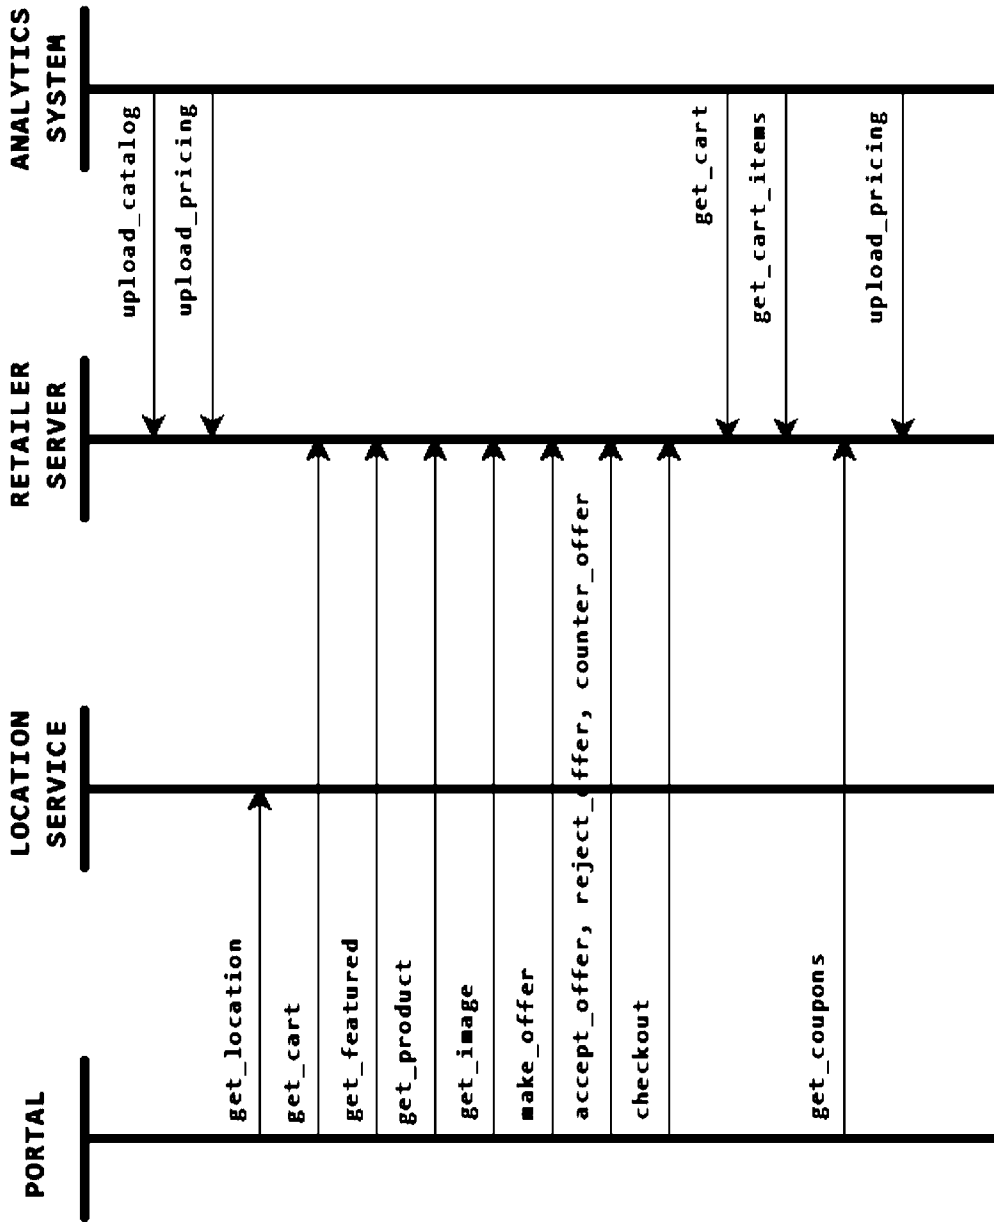 PORTAL
LOCATION
SERVICE
RETAILER
SERVER
ANALYTICS
SYSTEM
upload_catalog
upload_pricing
get_location
get_cart
get_featured
get_product
get_image
make_offer
accept_offer, reject_offer, counter_offer
checkout
get_cart
get_cart_items
get_coupons
upload_pricing